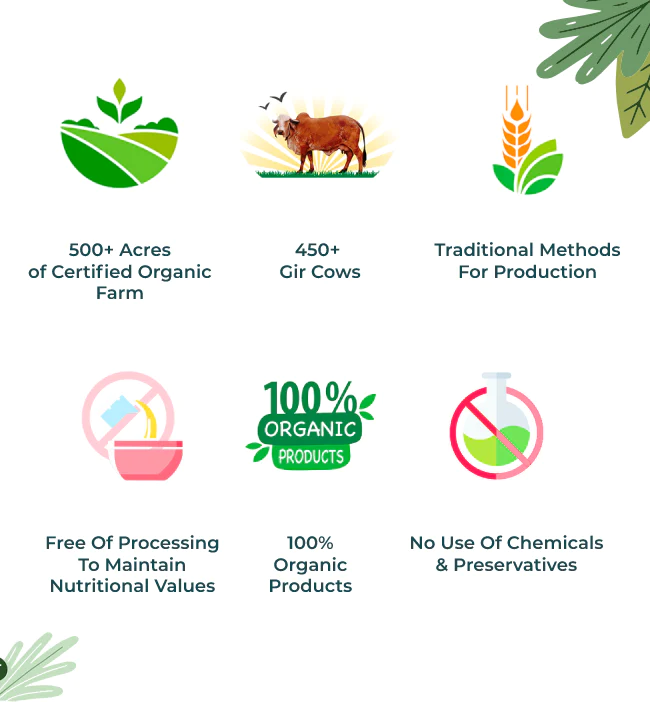 500+ Acres
of Certified Organic
Farm
450+
Gir Cows
Traditional Methods
For Production
100%
ORGANIC
PRODUCTS
Free Of Processing
To Maintain
Nutritional Values
100%
Organic
Products
No Use Of Chemicals
& Preservatives